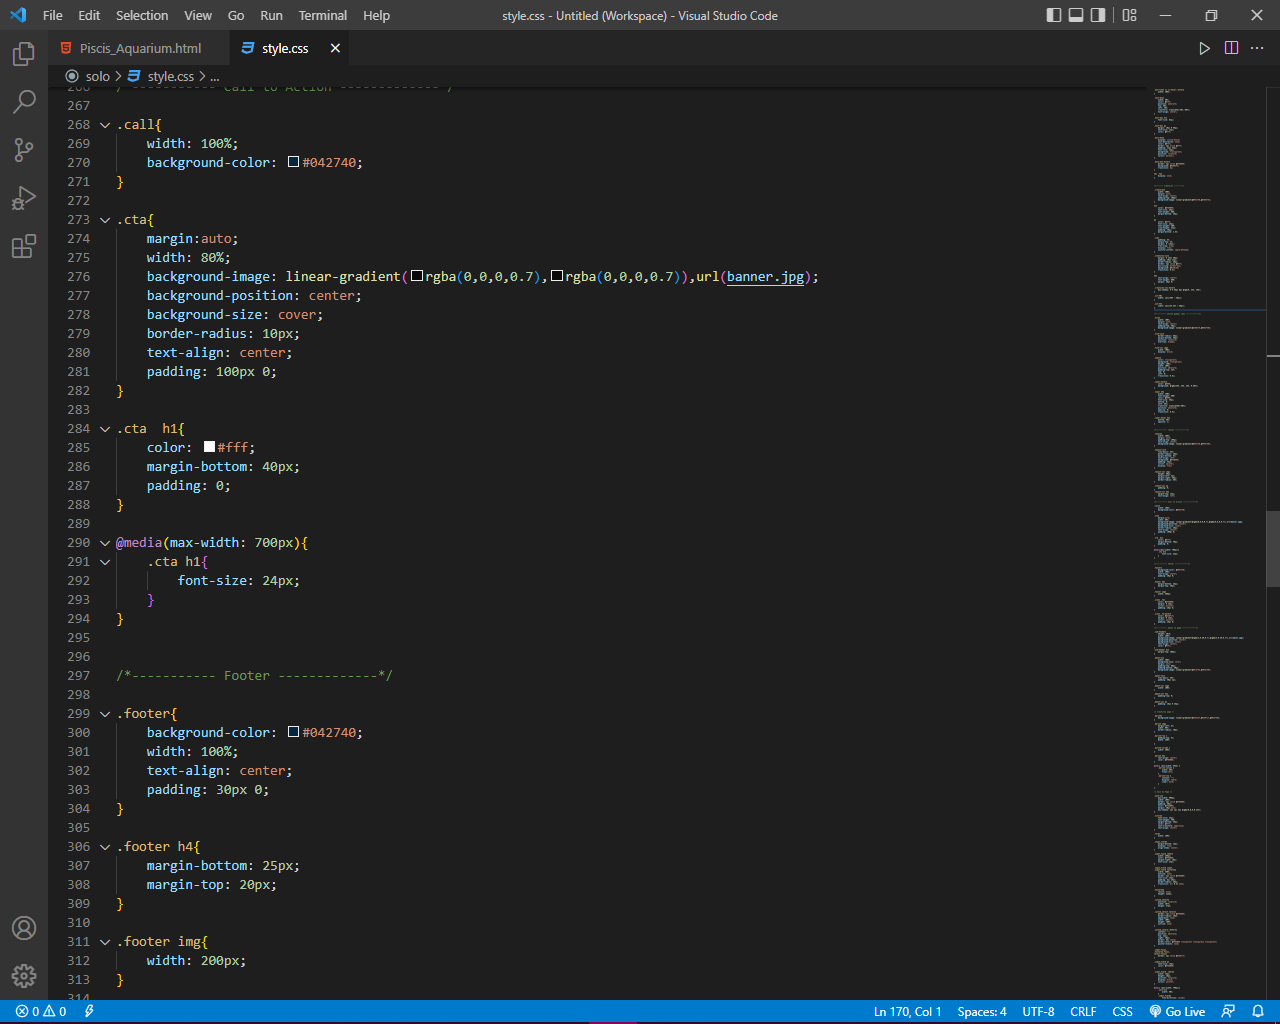 File Edit Selection View Go Run Terminal Help
style.css - Untitled (Workspace) - Visual Studio Code
Piscis_Aquarium.html
style.css
solo > style.css > ...
266 /*----------- Call to Action -------------*/
267
268 .call{
269 width: 100%;
270 background-color: #042740;
271 }
272
273 .cta{
274 margin:auto;
275 width: 80%;
276 background-image: linear-gradient(rgba(0,0,0,0.7),rgba(0,0,0,0.7)),url(banner.jpg);
277 background-position: center;
278 background-size: cover;
279 border-radius: 10px;
280 text-align: center;
281 padding: 100px 0;
282 }
283
284 .cta  h1{
285 color: #fff;
286 margin-bottom: 40px;
287 padding: 0;
288 }
289
290 @media(max-width: 700px){
291 .cta h1{
292 font-size: 24px;
293 }
294 }
295
296
297 /*----------- Footer -------------*/
298
299 .footer{
300 background-color: #042740;
301 width: 100%;
302 text-align: center;
303 padding: 30px 0;
304 }
305
306 .footer h4{
307 margin-bottom: 25px;
308 margin-top: 20px;
309 }
310
311 .footer img{
312 width: 200px;
313 }
314
0 0
Ln 170, Col 1 Spaces: 4 UTF-8 CRLF CSS Go Live